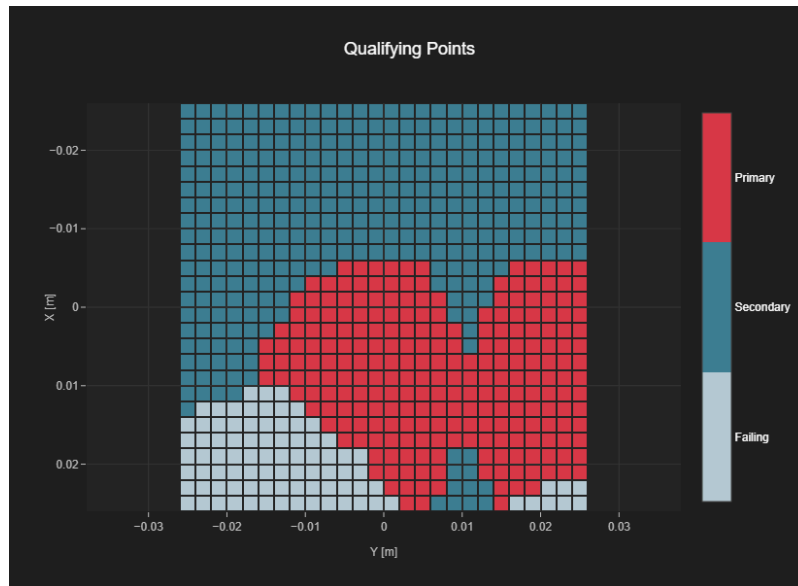 Qualifying Points
−0.02
−0.01
0
0.01
0.02
X [m]
−0.03
−0.02
−0.01
0
0.01
0.02
0.03
Y [m]
Primary
Secondary
Failing